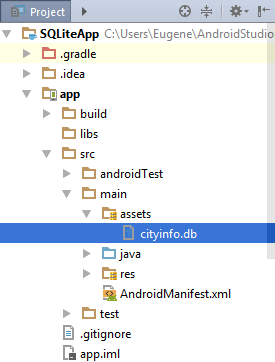 Project
SQLiteApp C:\Users\Eugene\AndroidStudio
.gradle
.idea
app
build
libs
src
androidTest
main
assets
cityinfo.db
java
res
AndroidManifest.xml
test
.gitignore
app.iml